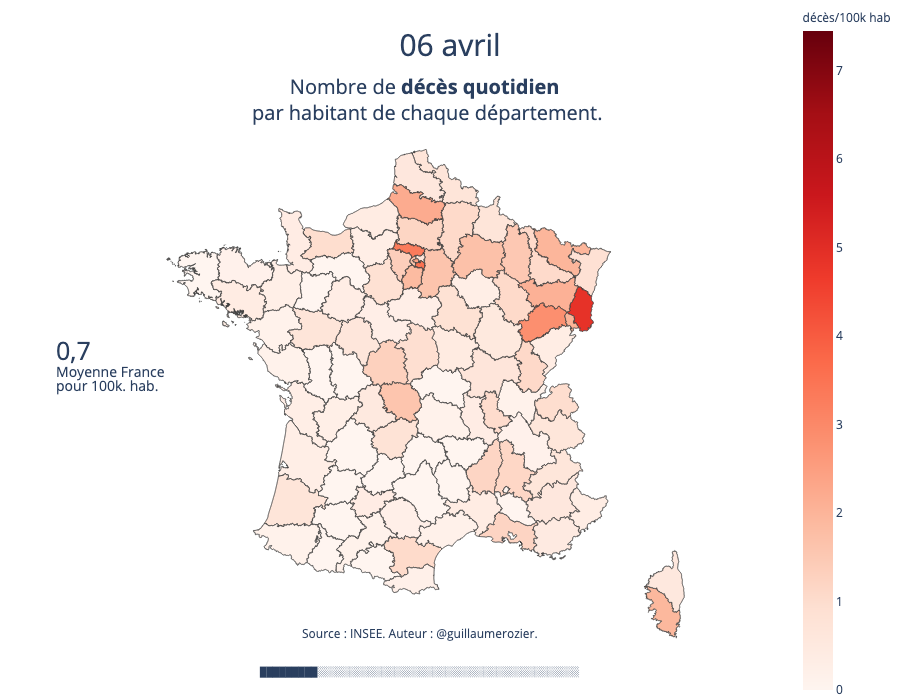 décès/100k hab
06 avril
Nombre de décès quotidien
par habitant de chaque département.
7
6
5
4
3
2
1
0
0,7
Moyenne France
pour 100k. hab.
Source : INSEE. Auteur : @guillaumerozier.